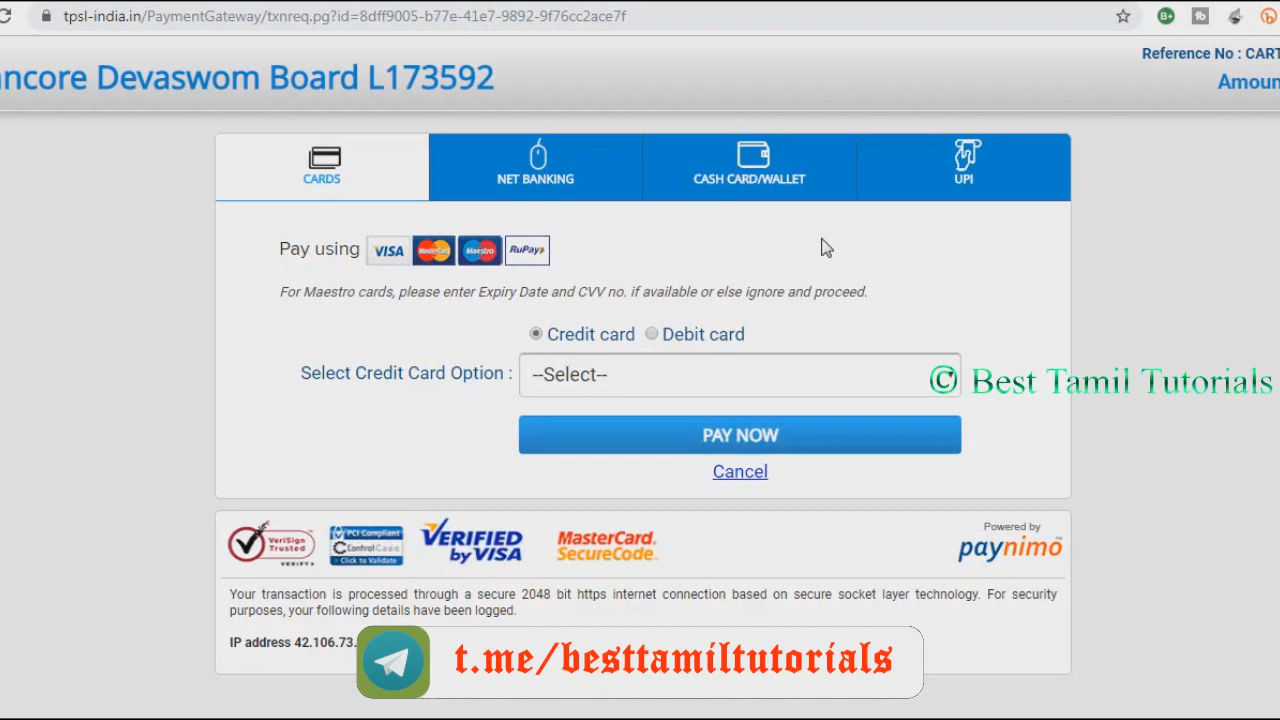 tpsl-india.in/PaymentGateway/txnreq.pg?id=8dff9005-b77e-41e7-9892-9f76cc2ace7f
Reference No : CART
ncore Devaswom Board L173592
Amoun
CARDS
NET BANKING
CASH CARD/WALLET
UPI
Pay using VISA MasterCard Maestro RuPay
For Maestro cards, please enter Expiry Date and CVV no. if available or else ignore and proceed.
Credit card Debit card
Select Credit Card Option : --Select--
© Best Tamil Tutorials
PAY NOW
Cancel
VeriSign Trusted VERIFY
PCI Compliant ControlCase Click to Validate
VERIFIED by VISA
MasterCard. SecureCode.
Powered by
paynimo
Your transaction is processed through a secure 2048 bit https internet connection based on secure socket layer technology. For security
purposes, your following details have been logged.
IP address 42.106.73.
t.me/besttamiltutorials